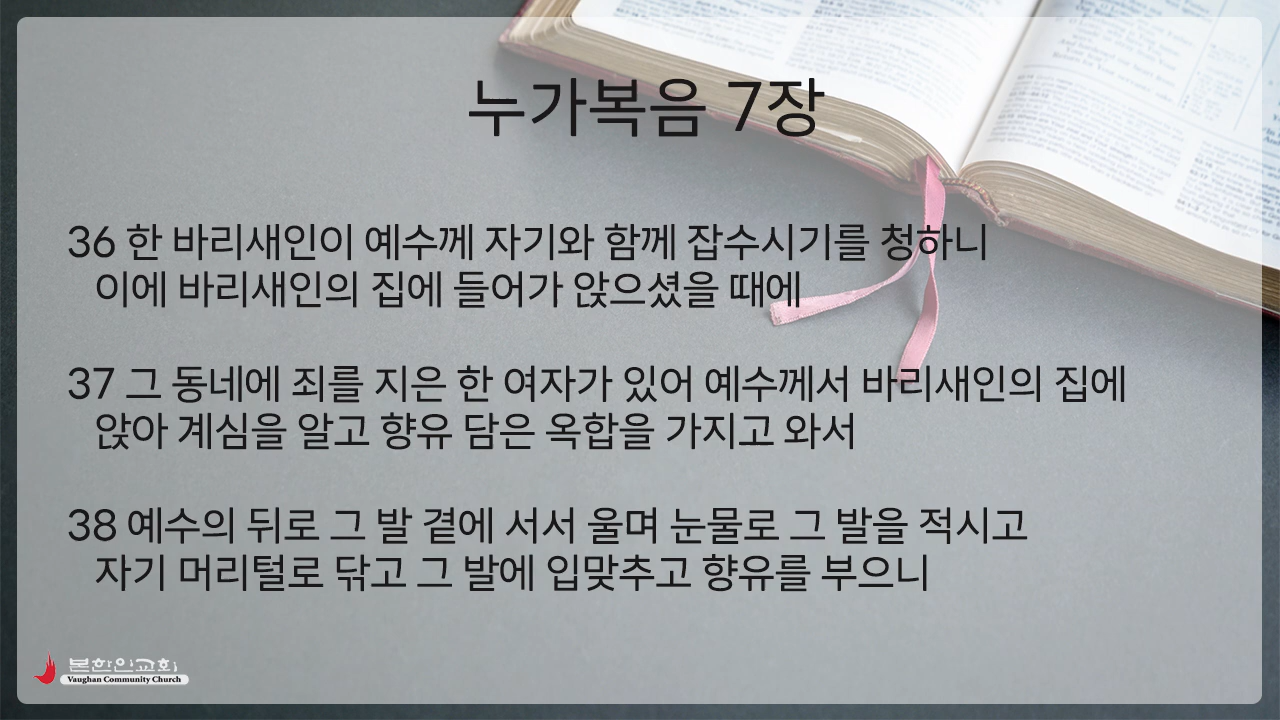 누가복음 7장
36 한 바리새인이 예수께 자기와 함께 잡수시기를 청하니
이에 바리새인의 집에 들어가 앉으셨을 때에
37 그 동네에 죄를 지은 한 여자가 있어 예수께서 바리새인의 집에
앉아 계심을 알고 향유 담은 옥합을 가지고 와서
38 예수의 뒤로 그 발 곁에 서서 울며 눈물로 그 발을 적시고
자기 머리털로 닦고 그 발에 입맞추고 향유를 부으니
본한인교회
Vaughan Community Church